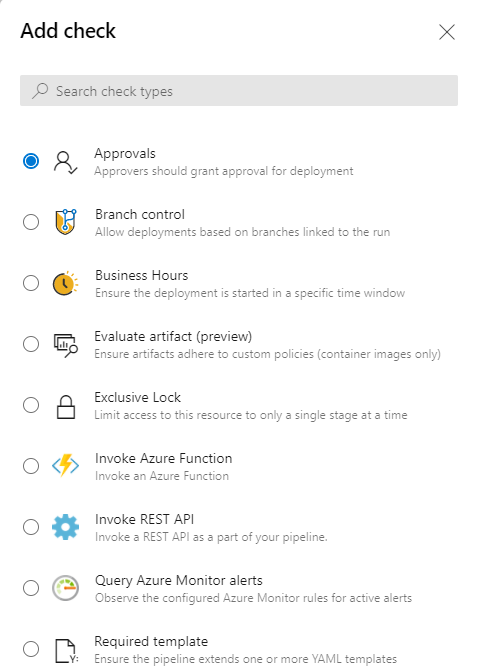 Add check
Search check types
Approvals
Approvers should grant approval for deployment
Branch control
Allow deployments based on branches linked to the run
Business Hours
Ensure the deployment is started in a specific time window
Evaluate artifact (preview)
Ensure artifacts adhere to custom policies (container images only)
Exclusive Lock
Limit access to this resource to only a single stage at a time
Invoke Azure Function
Invoke an Azure Function
Invoke REST API
Invoke a REST API as a part of your pipeline.
Query Azure Monitor alerts
Observe the configured Azure Monitor rules for active alerts
Required template
Y:
Ensure the pipeline extends one or more YAML templates